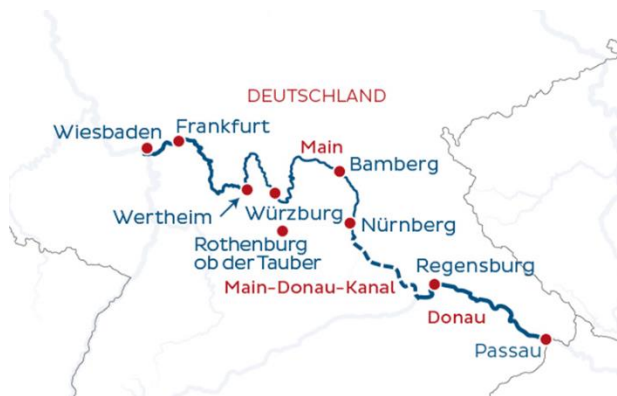 DEUTSCHLAND
Wiesbaden
Frankfurt
Main
Bamberg
Wertheim
Würzburg
Nürnberg
Rothenburg
ob der Tauber
Regensburg
Main-Donau-Kanal
Donau
Passau